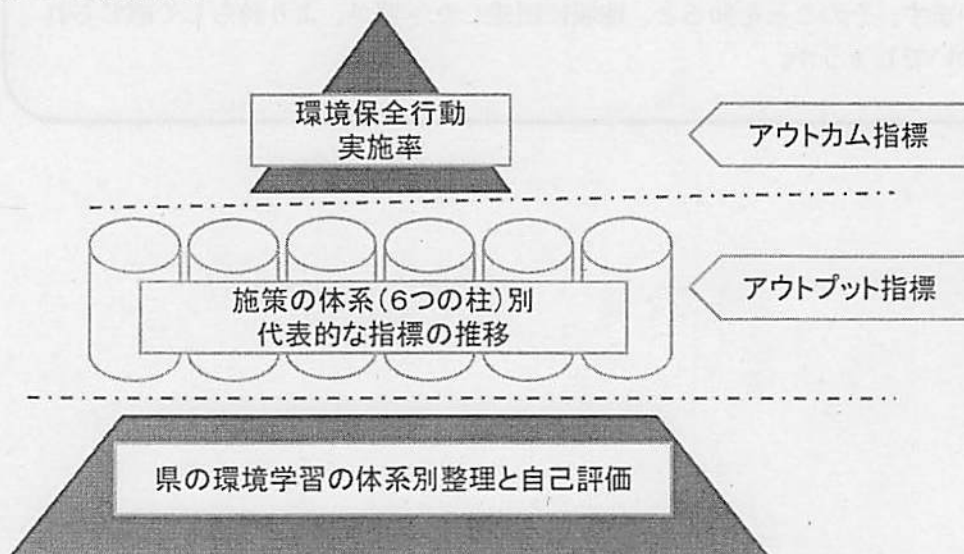 環境保全行動
実施率
アウトカム指標
施策の体系(6つの柱)別
代表的な指標の推移
アウトプット指標
県の環境学習の体系別整理と自己評価